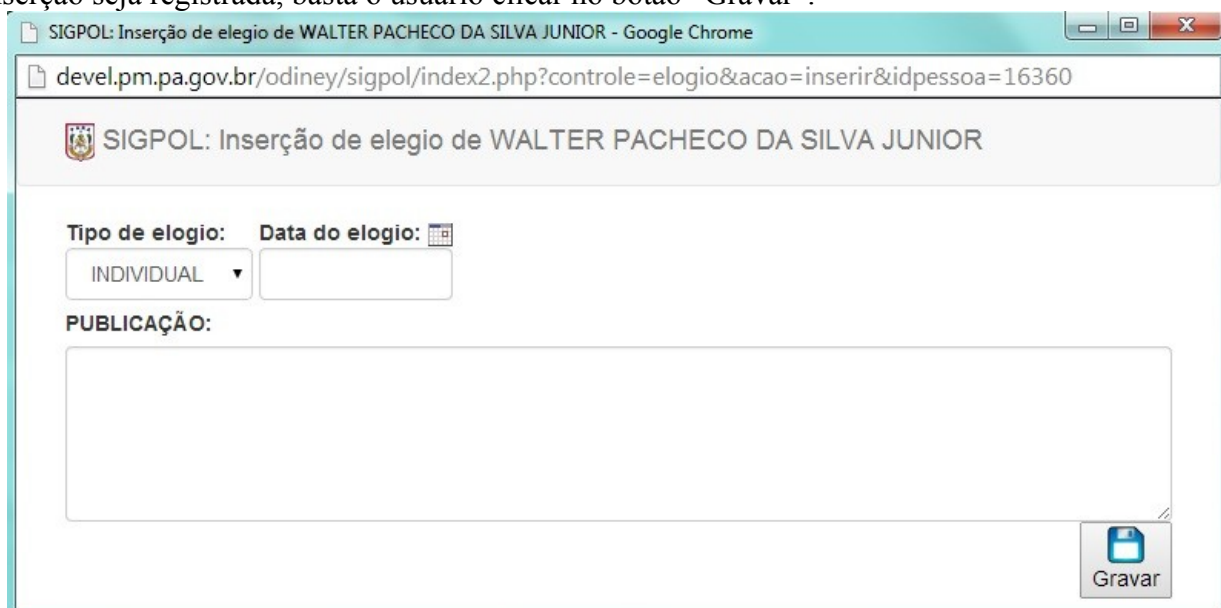 inserção seja registrada, basta o usuário clicar no botão “Gravar”.
SIGPOL: Inserção de elegio de WALTER PACHECO DA SILVA JUNIOR - Google Chrome
devel.pm.pa.gov.br/odiney/sigpol/index2.php?controle=elogio&acao=inserir&idpessoa=16360
SIGPOL: Inserção de elegio de WALTER PACHECO DA SILVA JUNIOR
Tipo de elogio: Data do elogio:
INDIVIDUAL
PUBLICAÇÃO:
Gravar